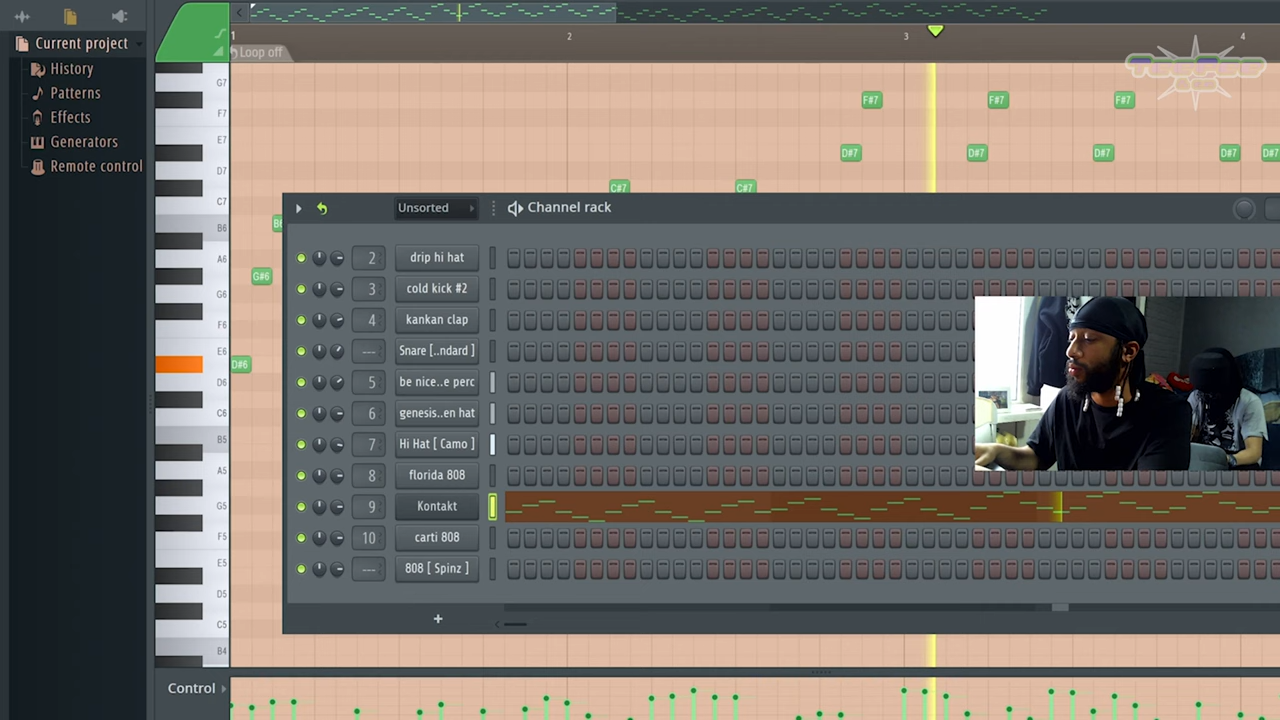 Current project
History
Patterns
Effects
Generators
Remote control
1 2 3 4
Loop off
G7
F7
E7
D7
C7
B6
A6
G6
F6
E6
D6
C6
B5
A5
G5
F5
E5
D5
C5
B4
F#7 F#7 F#7
D#7 D#7 D#7 D#7 D#7
C#7 C#7
G#6
D#6
Unsorted Channel rack
2 drip hi hat
3 cold kick #2
4 kankan clap
--- Snare [..ndard ]
5 be nice..e perc
6 genesis..en hat
7 Hi Hat [ Camo ]
8 florida 808
9 Kontakt
10 carti 808
--- 808 [ Spinz ]
+
Control